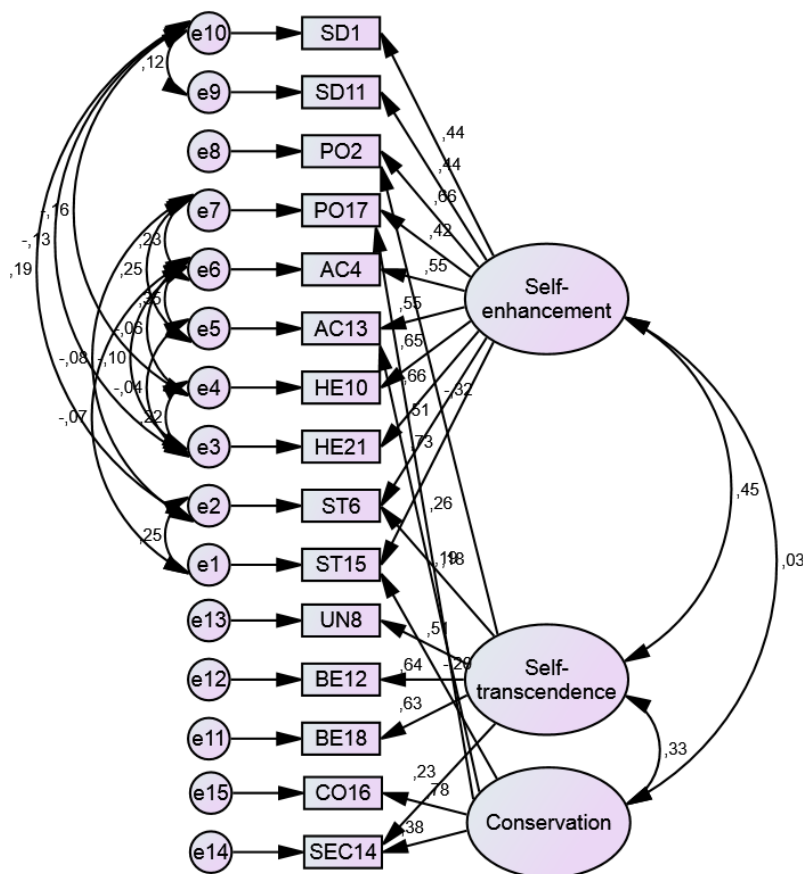 e10
SD1
,12
e9
SD11
,44
e8
PO2
,44
,66
e7
PO17
-,13
,19
,23
,42
e6
AC4
,25
,55
Self-
enhancement
e5
AC13
,55
-,06
,65
-,08
-,10
e4
HE10
,66
-,32
-,04
-,07
,22
,51
,73
e3
HE21
e2
ST6
,45
,26
,25
e1
ST15
,18
,03
e13
UN8
,51
e12
BE12
,64
Self-
transcendence
e11
BE18
,63
,33
e15
CO16
,23
,78
Conservation
e14
SEC14
,38